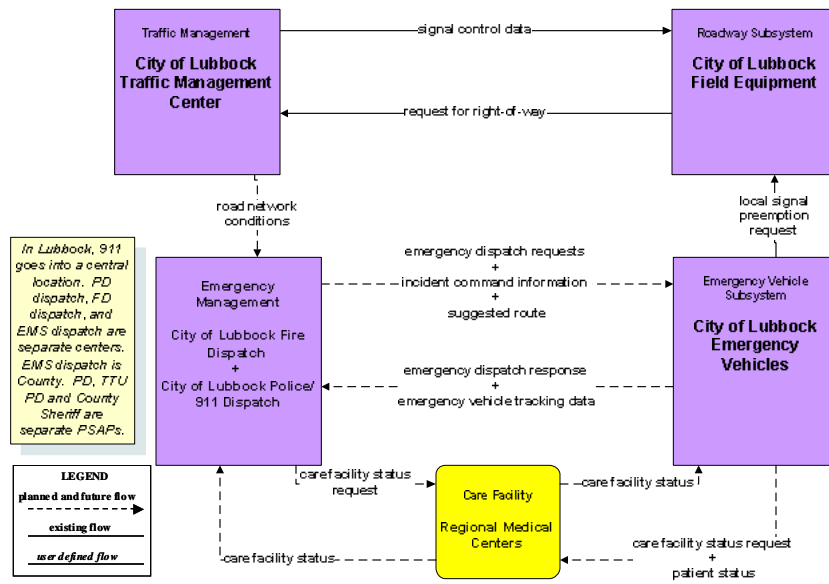 Traffic Management
City of Lubbock
Traffic Management
Center
signal control data
Roadway Subsystem
City of Lubbock
Field Equipment
request for right-of-way
road network
conditions
local signal
preemption
request
In Lubbock, 911
goes into a central
location. PD
dispatch, FD
dispatch, and
EMS dispatch are
separate centers.
EMS dispatch is
County. PD, TTU
PD and County
Sheriff are
separate PSAPs.
Emergency
Management
City of Lubbock Fire
Dispatch
+
City of Lubbock Police/
911 Dispatch
emergency dispatch requests
+
incident command information
+
suggested route
emergency dispatch response
+
emergency vehicle tracking data
Emergency Vehicle
Subsystem
City of Lubbock
Emergency
Vehicles
LEGEND
planned and future flow
existing flow
user defined flow
care facility status
request
Care Facility
Regional Medical
Centers
care facility status
care facility status
care facility status request
+
patient status